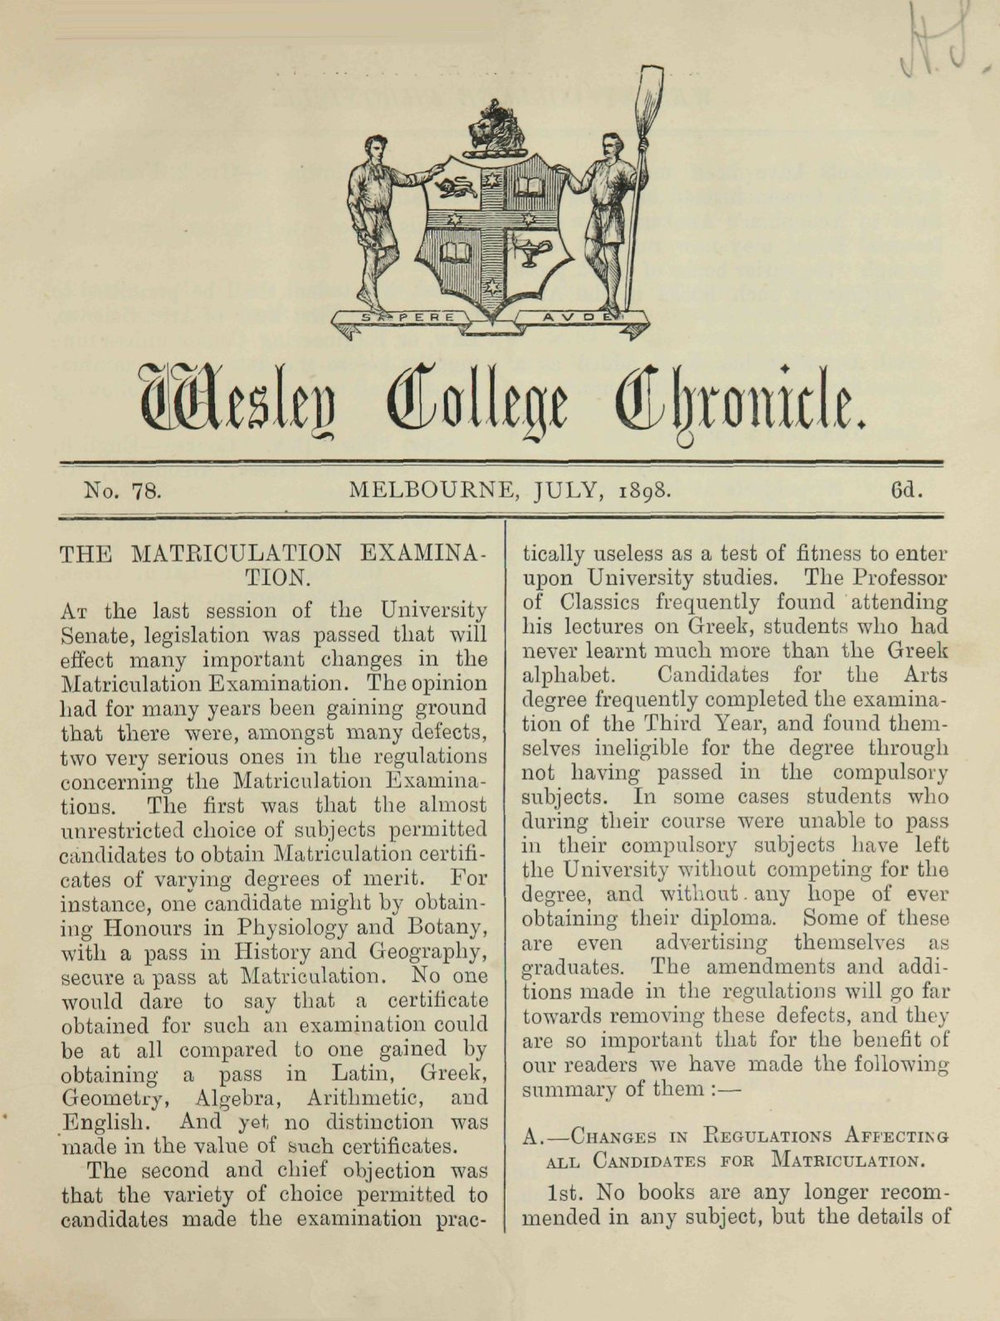 H.S.
SAPERE AVDE
Wesley College Chronicle.
No. 78. MELBOURNE, JULY, 1898. 6d.
THE MATRICULATION EXAMINA-
TION.
At the last session of the University
Senate, legislation was passed that will
effect many important changes in the
Matriculation Examination. The opinion
had for many years been gaining ground
that there were, amongst many defects,
two very serious ones in the regulations
concerning the Matriculation Examina-
tions. The first was that the almost
unrestricted choice of subjects permitted
candidates to obtain Matriculation certifi-
cates of varying degrees of merit. For
instance, one candidate might by obtain-
ing Honours in Physiology and Botany,
with a pass in History and Geography,
secure a pass at Matriculation. No one
would dare to say that a certificate
obtained for such an examination could
be at all compared to one gained by
obtaining a pass in Latin, Greek,
Geometry, Algebra, Arithmetic, and
English. And yet no distinction was
made in the value of such certificates.
The second and chief objection was
that the variety of choice permitted to
candidates made the examination prac-
tically useless as a test of fitness to enter
upon University studies. The Professor
of Classics frequently found attending
his lectures on Greek, students who had
never learnt much more than the Greek
alphabet. Candidates for the Arts
degree frequently completed the examina-
tion of the Third Year, and found them-
selves ineligible for the degree through
not having passed in the compulsory
subjects. In some cases students who
during their course were unable to pass
in their compulsory subjects have left
the University without competing for the
degree, and without any hope of ever
obtaining their diploma. Some of these
are even advertising themselves as
graduates. The amendments and addi-
tions made in the regulations will go far
towards removing these defects, and they
are so important that for the benefit of
our readers we have made the following
summary of them :—
A.—Changes in Regulations Affecting
all Candidates for Matriculation.
1st. No books are any longer recom-
mended in any subject, but the details of